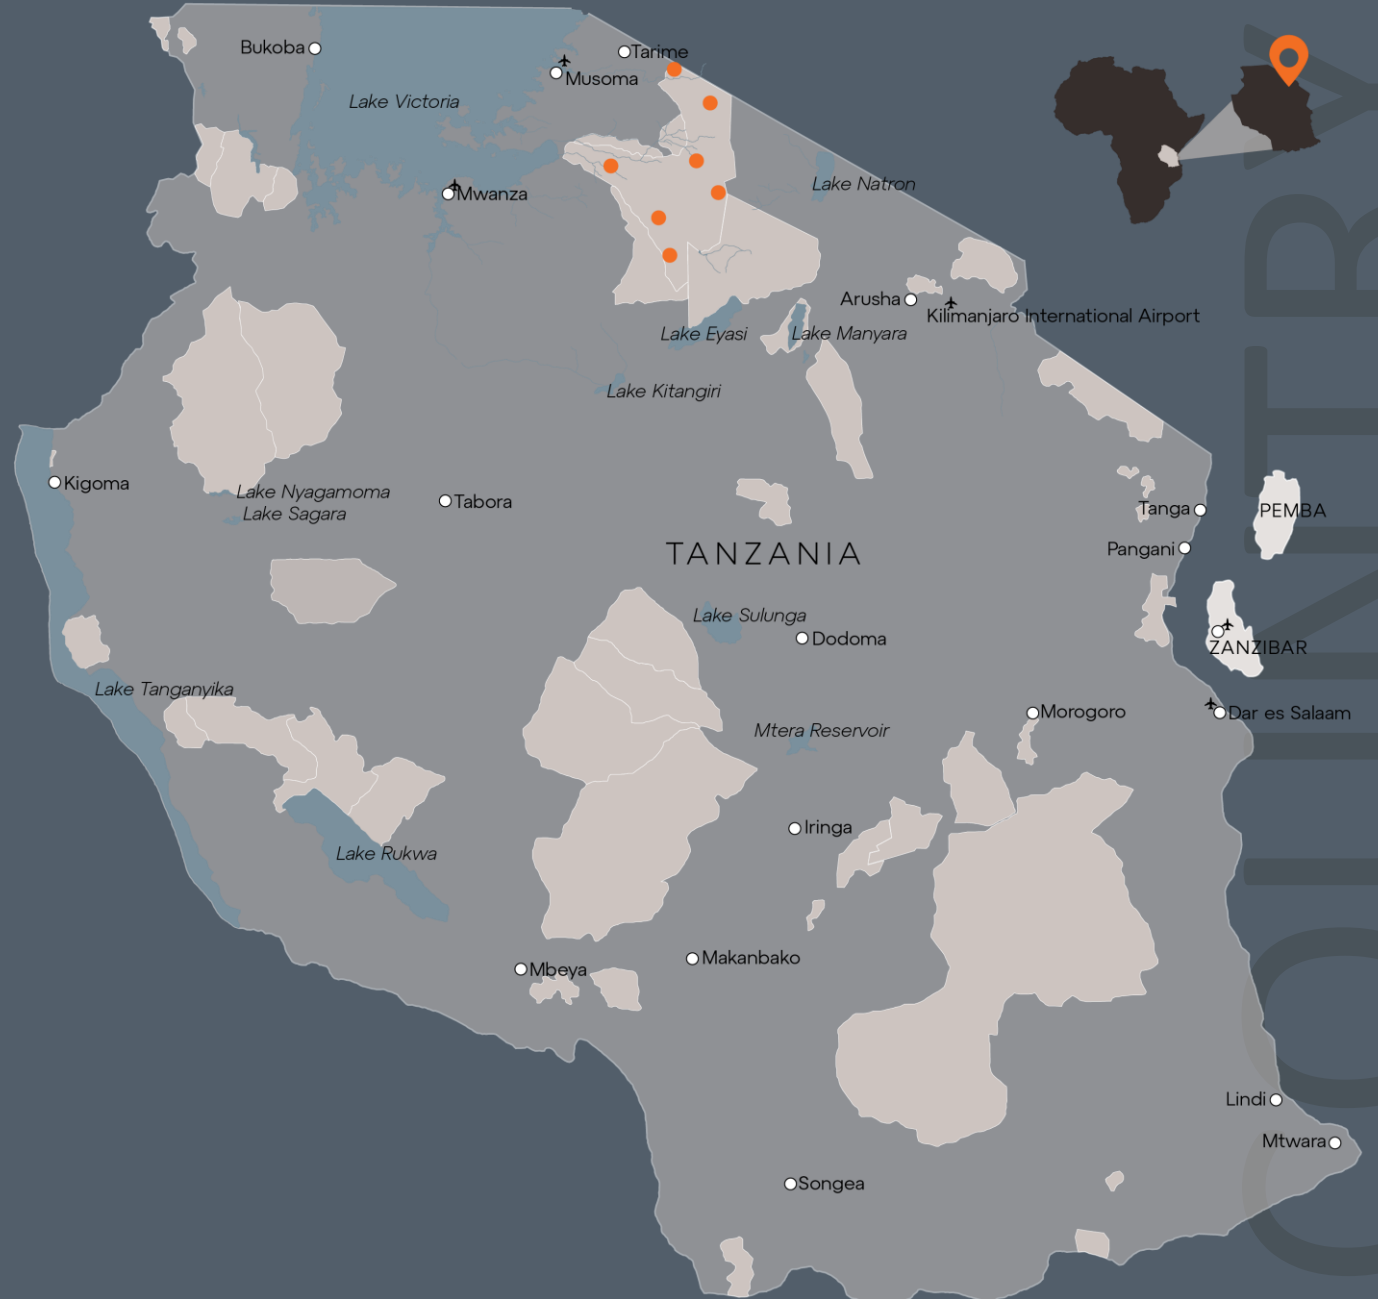 Bukoba
Tarime
Musoma
Lake Victoria
Lake Natron
Mwanza
Arusha
Kilimanjaro International Airport
Lake Eyasi
Lake Manyara
Lake Kitangiri
Kigoma
Lake Nyagamoma
Tabora
Lake Sagara
Tanga
PEMBA
Pangani
TANZANIA
Lake Sulunga
Dodoma
ZANZIBAR
Lake Tanganyika
Morogoro
Dar es Salaam
Mtera Reservoir
Iringa
Lake Rukwa
Makanbako
Mbeya
Lindi
Mtwara
Songea
COUNTRY